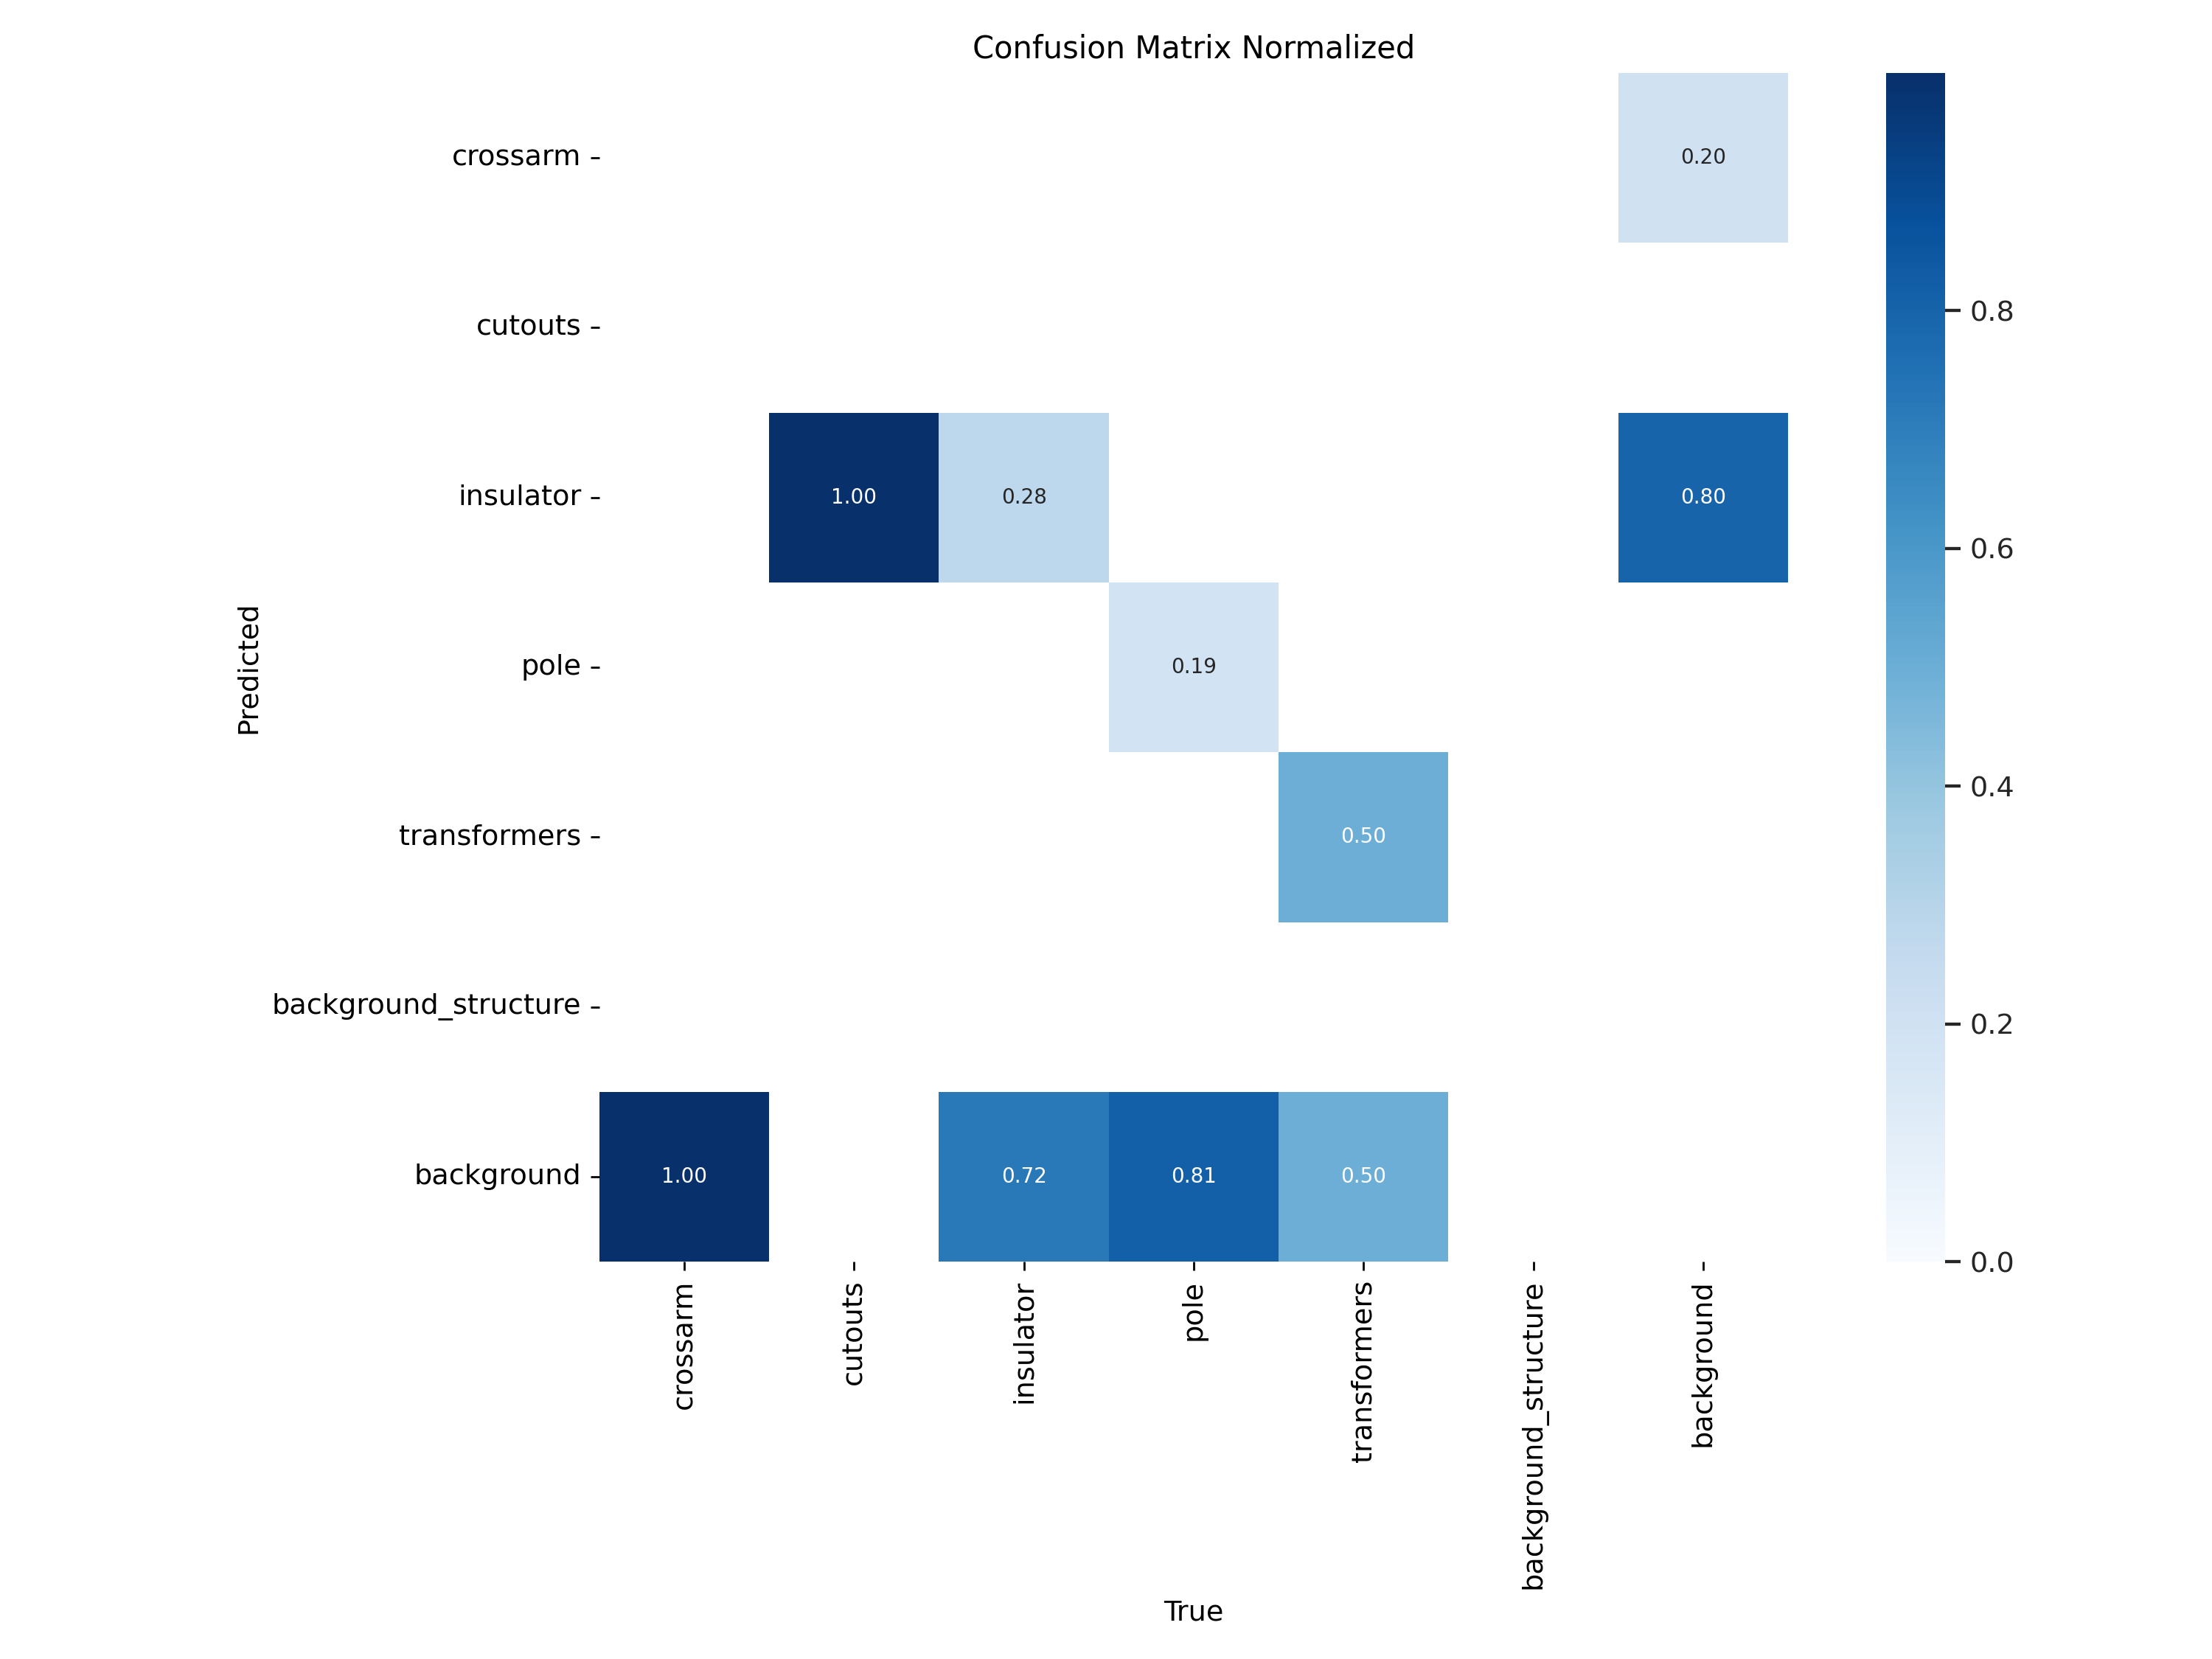 Confusion Matrix Normalized
crossarm
0.20
cutouts
insulator
1.00
0.28
0.80
pole
0.19
transformers
0.50
background_structure
background
1.00
0.72
0.81
0.50
Predicted
crossarm
cutouts
insulator
pole
transformers
background_structure
background
True
0.8
0.6
0.4
0.2
0.0